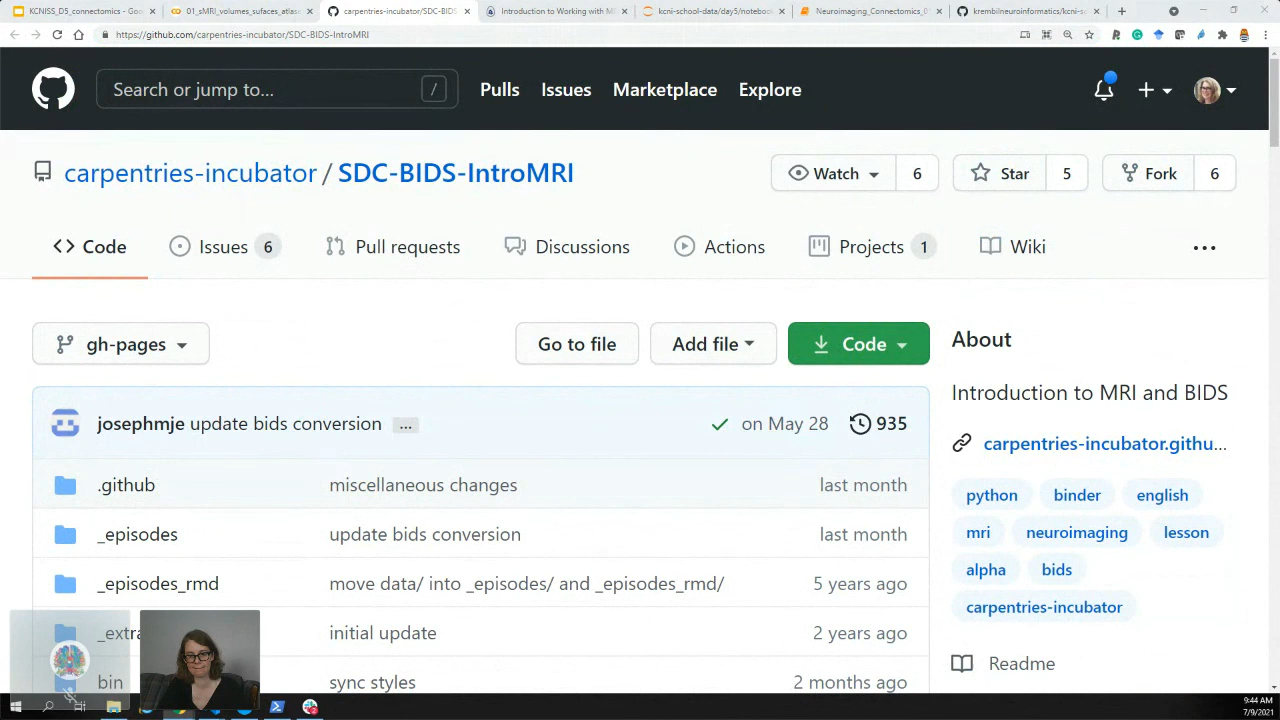 KCNISS_D5_connectomics - Goo
01_sMRI_volumes_sufaces_atlase
carpentries-incubator/SDC-BIDS
Introduction to Working with M
kcni-school-data/day5/notebook
Neuroimaging_Connectomics_0
krembilneuroinformatics/kcni-s
https://github.com/carpentries-incubator/SDC-BIDS-IntroMRI
Search or jump to...
/
Pulls
Issues
Marketplace
Explore
carpentries-incubator / SDC-BIDS-IntroMRI
Watch 6
Star 5
Fork 6
Code
Issues 6
Pull requests
Discussions
Actions
Projects 1
Wiki
...
gh-pages
Go to file
Add file
Code
About
Introduction to MRI and BIDS
josephmje update bids conversion ...
on May 28
935
carpentries-incubator.githu...
.github miscellaneous changes last month
python binder english
_episodes update bids conversion last month
mri neuroimaging lesson
alpha bids
_episodes_rmd move data/ into _episodes/ and _episodes_rmd/ 5 years ago
carpentries-incubator
_extra initial update 2 years ago
Readme
bin sync styles 2 months ago
9:44 AM
7/9/2021